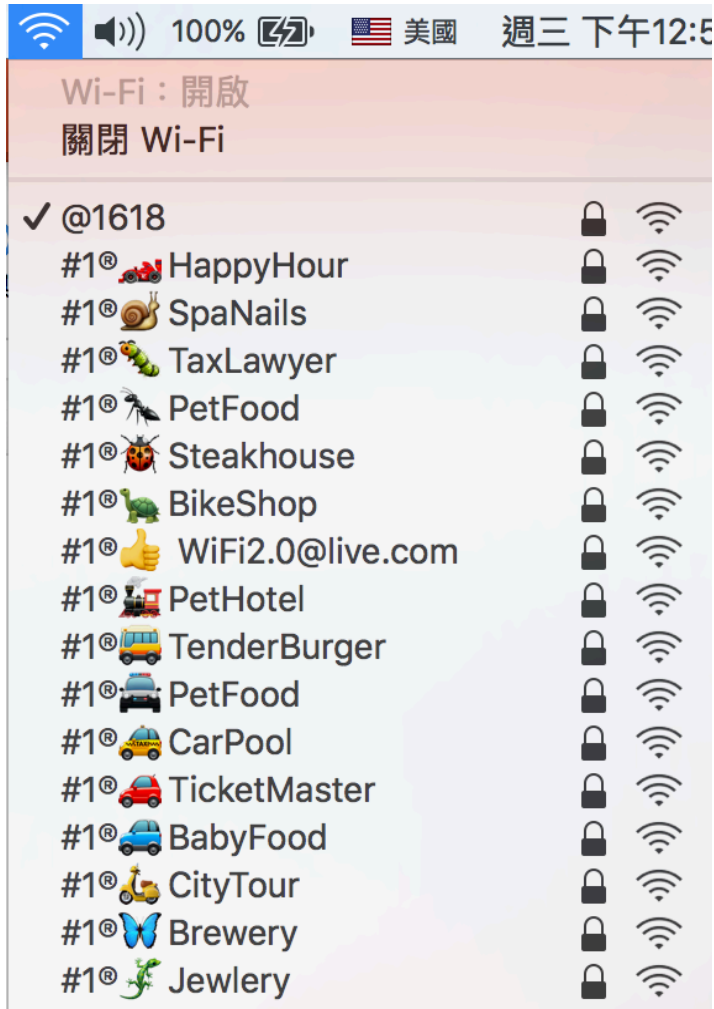 100% 美國 週三 下午12:5
Wi-Fi：開啟
關閉 Wi-Fi
@1618
#1®🏎HappyHour
#1®🐌SpaNails
#1®🐛TaxLawyer
#1®🐜PetFood
#1®🐞Steakhouse
#1®🐢BikeShop
#1®👍 WiFi2.0@live.com
#1®🚂PetHotel
#1®🚌TenderBurger
#1®🚔PetFood
#1®🚕CarPool
#1®🚗TicketMaster
#1®🚙BabyFood
#1®🛵CityTour
#1®🦋Brewery
#1®🦎Jewlery